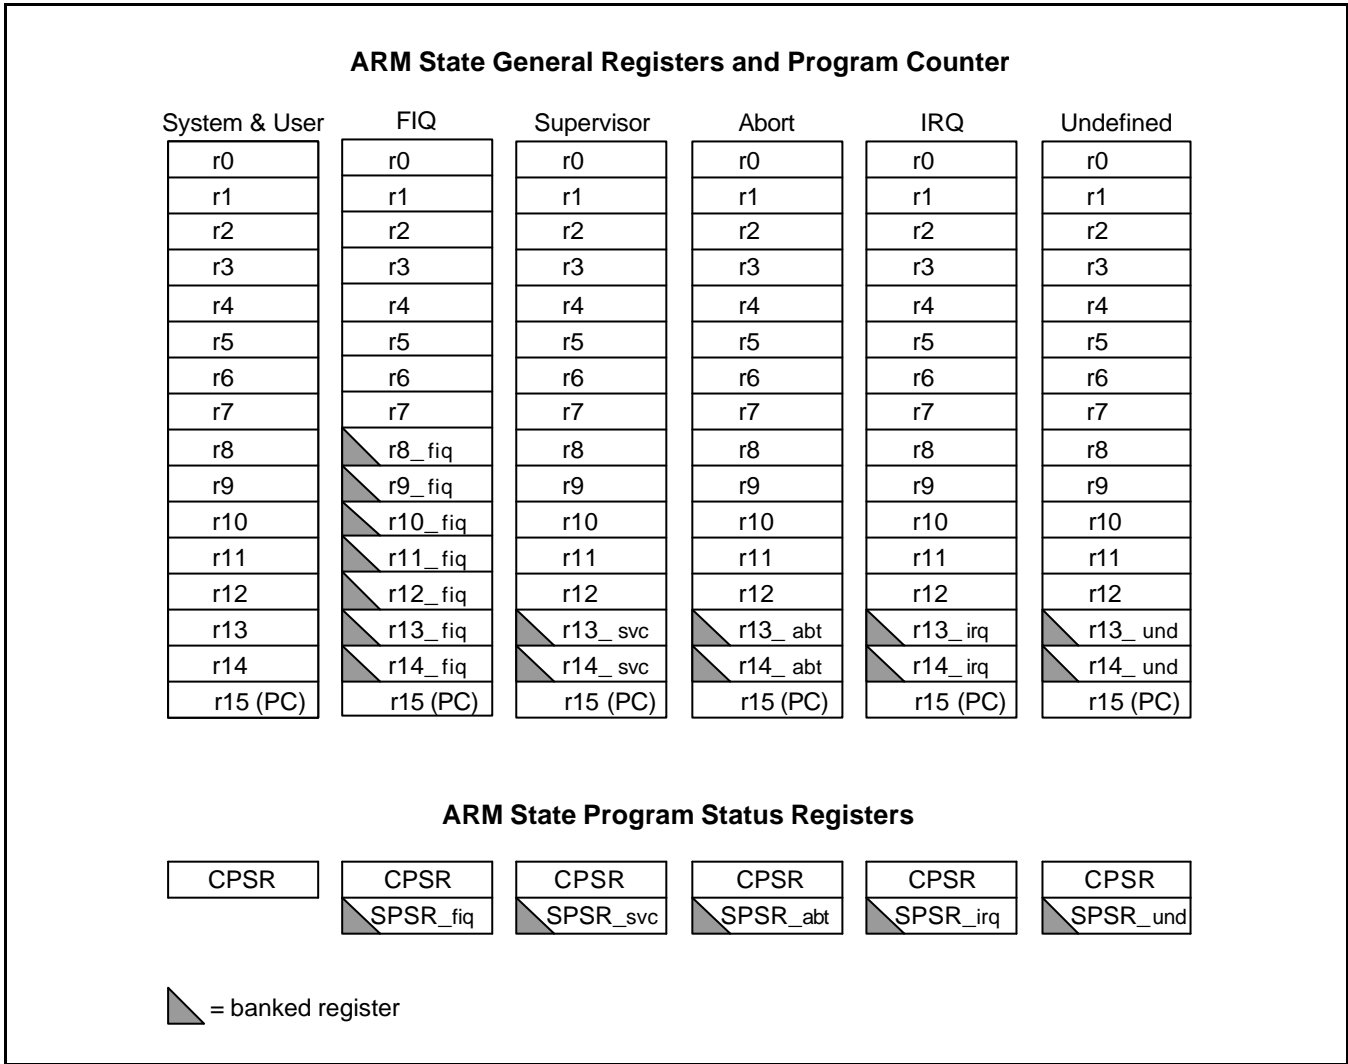 ARM State General Registers and Program Counter
System & User FIQ Supervisor Abort IRQ Undefined
r0 r0 r0 r0 r0 r0
r1 r1 r1 r1 r1 r1
r2 r2 r2 r2 r2 r2
r3 r3 r3 r3 r3 r3
r4 r4 r4 r4 r4 r4
r5 r5 r5 r5 r5 r5
r6 r6 r6 r6 r6 r6
r7 r7 r7 r7 r7 r7
r8 r8_fiq r8 r8 r8 r8
r9 r9_fiq r9 r9 r9 r9
r10 r10_fiq r10 r10 r10 r10
r11 r11_fiq r11 r11 r11 r11
r12 r12_fiq r12 r12 r12 r12
r13 r13_fiq r13_svc r13_abt r13_irq r13_und
r14 r14_fiq r14_svc r14_abt r14_irq r14_und
r15 (PC) r15 (PC) r15 (PC) r15 (PC) r15 (PC) r15 (PC)
ARM State Program Status Registers
CPSR CPSR CPSR CPSR CPSR CPSR
SPSR_fiq SPSR_svc SPSR_abt SPSR_irq SPSR_und
= banked register